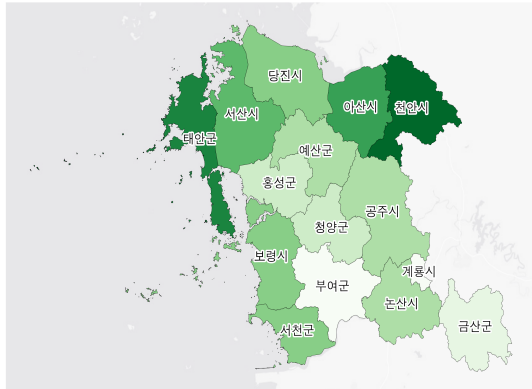 당진시
아산시
천안시
서산시
태안군
예산군
홍성군
공주시
청양군
보령시
계룡시
부여군
논산시
서천군
금산군